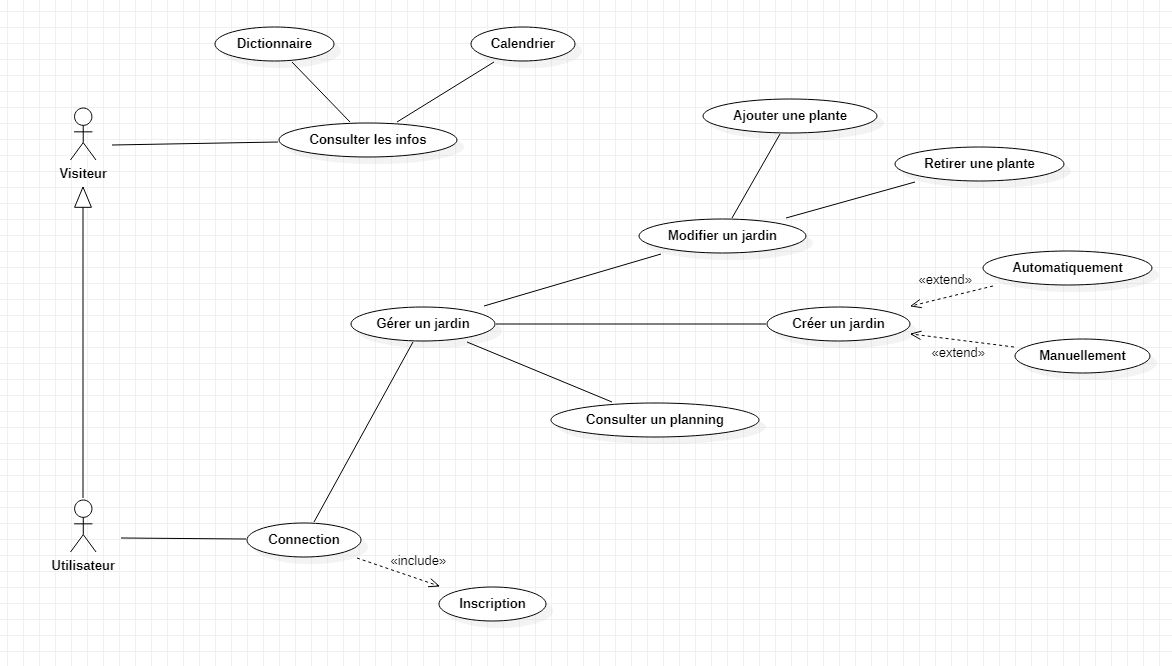 Dictionnaire
Calendrier
Ajouter une plante
Consulter les infos
Retirer une plante
Visiteur
Modifier un jardin
Automatiquement
«extend»
Gérer un jardin
Créer un jardin
«extend»
Manuellement
Consulter un planning
Connection
«include»
Utilisateur
Inscription